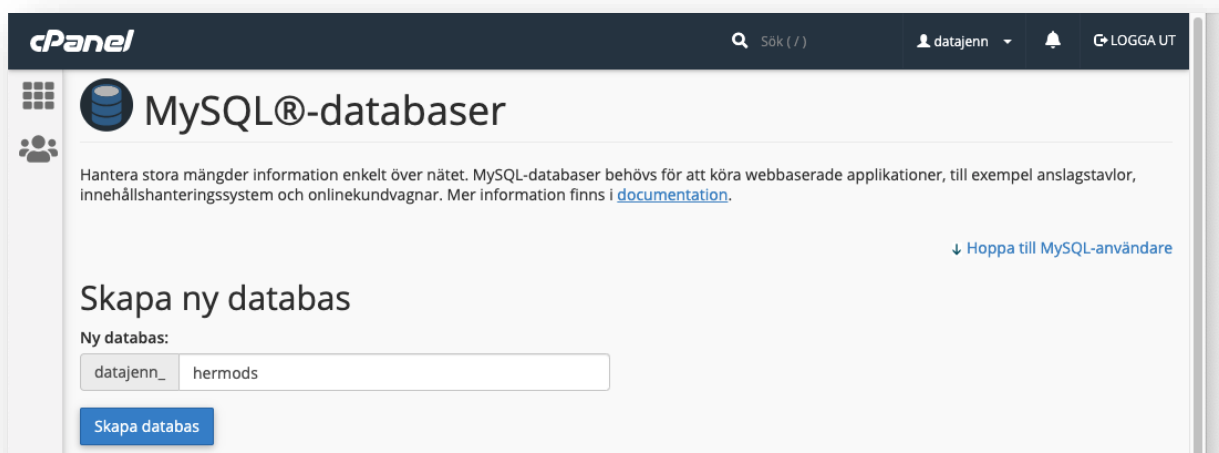 cPanel
Sök ( / )
datajenn
LOGGA UT
MySQL®-databaser
Hantera stora mängder information enkelt över nätet. MySQL-databaser behövs för att köra webbaserade applikationer, till exempel anslagstavlor,
innehållshanteringssystem och onlinekundvagnar. Mer information finns i documentation.
↓ Hoppa till MySQL-användare
Skapa ny databas
Ny databas:
datajenn_ hermods
Skapa databas